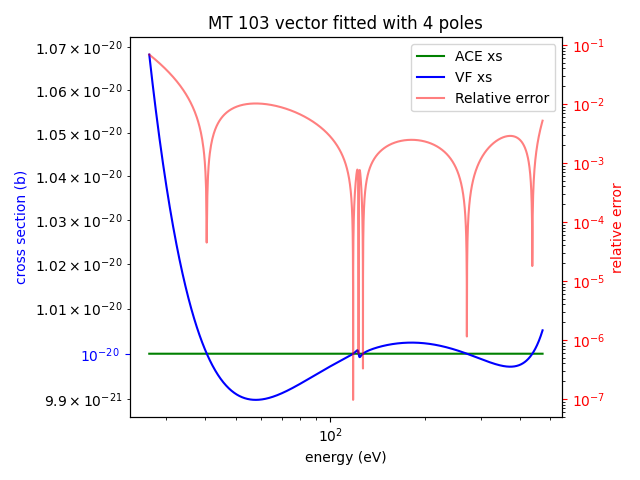 MT 103 vector fitted with 4 poles
ACE xs
VF xs
Relative error
1.07 × 10⁻²⁰
1.06 × 10⁻²⁰
1.05 × 10⁻²⁰
1.04 × 10⁻²⁰
1.03 × 10⁻²⁰
1.02 × 10⁻²⁰
1.01 × 10⁻²⁰
10⁻²⁰
9.9 × 10⁻²¹
cross section (b)
10⁻¹
10⁻²
10⁻³
10⁻⁴
10⁻⁵
10⁻⁶
10⁻⁷
relative error
10²
energy (eV)